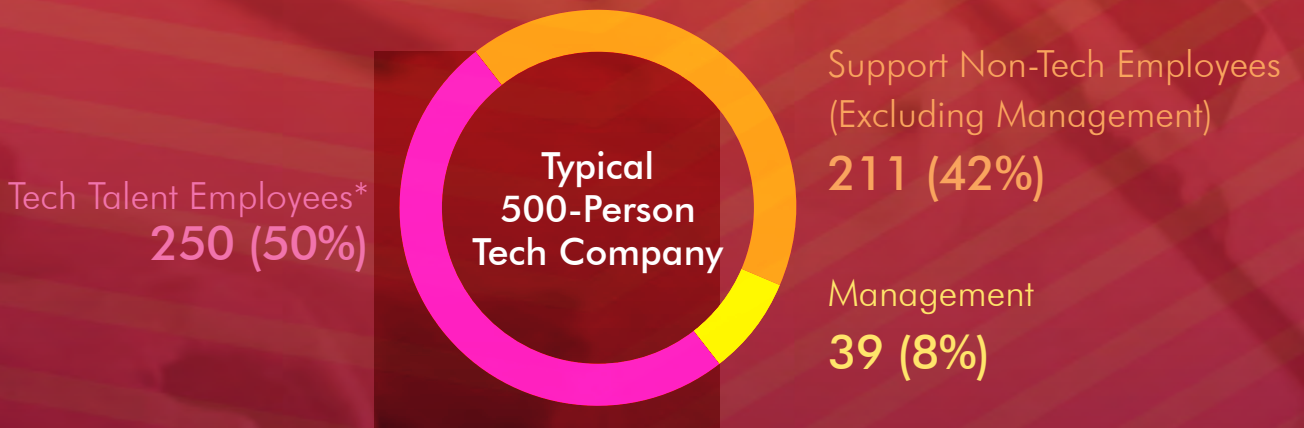 Tech Talent Employees*
250 (50%)
Typical
500-Person
Tech Company
Support Non-Tech Employees
(Excluding Management)
211 (42%)
Management
39 (8%)